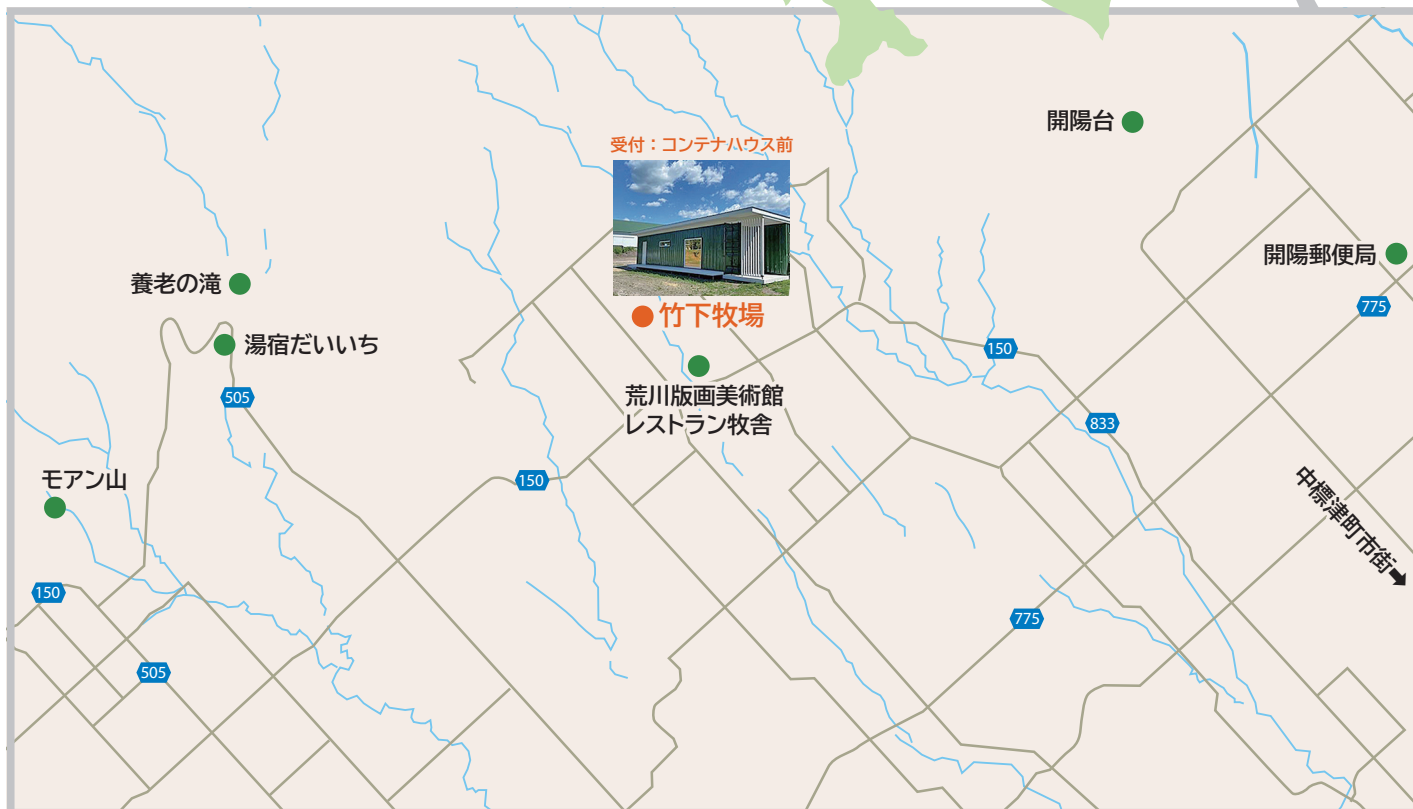 開陽台
受付：コンテナハウス前
開陽郵便局
養老の滝
775
竹下牧場
湯宿だいいち
150
荒川版画美術館
レストラン牧舎
505
833
モアン山
150
中標津町市街
150
775
505